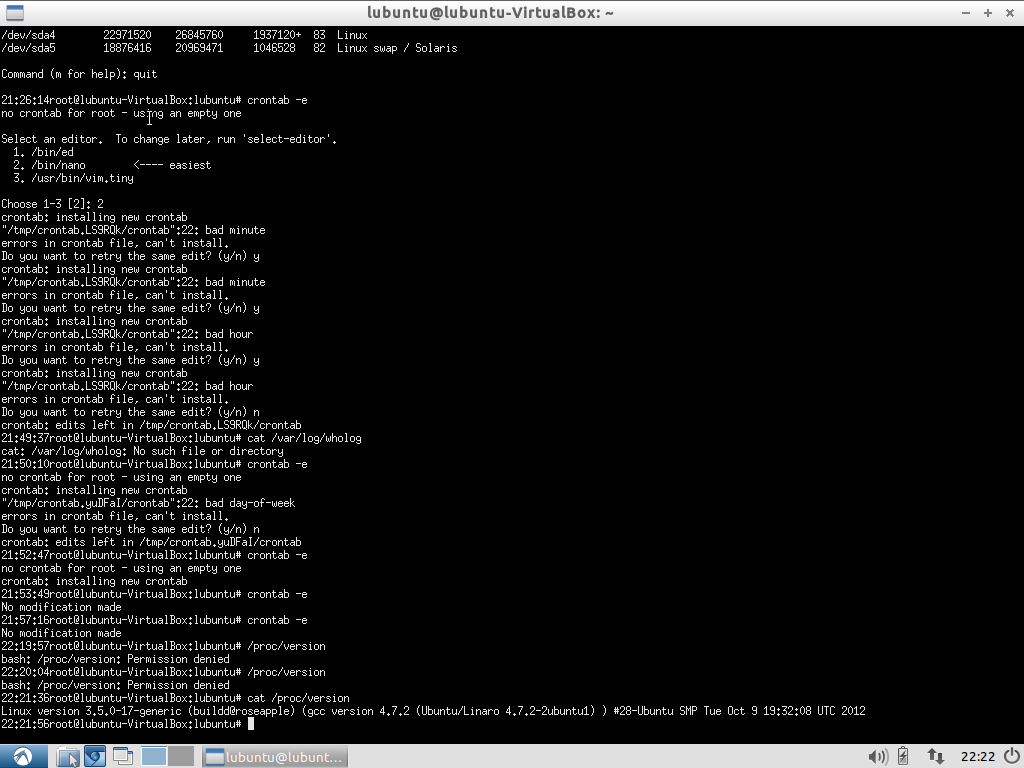 lubuntu@lubuntu-VirtualBox: ~
/dev/sda4 22971520 26845760 1937120+ 83 Linux
/dev/sda5 18876416 20969471 1046528 82 Linux swap / Solaris
Command (m for help): quit
21:26:14root@lubuntu-VirtualBox:lubuntu# crontab -e
no crontab for root - using an empty one
Select an editor. To change later, run 'select-editor'.
1. /bin/ed
2. /bin/nano <---- easiest
3. /usr/bin/vim.tiny
Choose 1-3 [2]: 2
crontab: installing new crontab
"/tmp/crontab.LS9RQk/crontab":22: bad minute
errors in crontab file, can't install.
Do you want to retry the same edit? (y/n) y
crontab: installing new crontab
"/tmp/crontab.LS9RQk/crontab":22: bad minute
errors in crontab file, can't install.
Do you want to retry the same edit? (y/n) y
crontab: installing new crontab
"/tmp/crontab.LS9RQk/crontab":22: bad hour
errors in crontab file, can't install.
Do you want to retry the same edit? (y/n) y
crontab: installing new crontab
"/tmp/crontab.LS9RQk/crontab":22: bad hour
errors in crontab file, can't install.
Do you want to retry the same edit? (y/n) n
crontab: edits left in /tmp/crontab.LS9RQk/crontab
21:49:37root@lubuntu-VirtualBox:lubuntu# cat /var/log/wholog
cat: /var/log/wholog: No such file or directory
21:50:10root@lubuntu-VirtualBox:lubuntu# crontab -e
no crontab for root - using an empty one
crontab: installing new crontab
"/tmp/crontab.yuDFaI/crontab":22: bad day-of-week
errors in crontab file, can't install.
Do you want to retry the same edit? (y/n) n
crontab: edits left in /tmp/crontab.yuDFaI/crontab
21:52:47root@lubuntu-VirtualBox:lubuntu# crontab -e
no crontab for root - using an empty one
crontab: installing new crontab
21:53:49root@lubuntu-VirtualBox:lubuntu# crontab -e
No modification made
21:57:16root@lubuntu-VirtualBox:lubuntu# crontab -e
No modification made
22:19:57root@lubuntu-VirtualBox:lubuntu# /proc/version
bash: /proc/version: Permission denied
22:20:04root@lubuntu-VirtualBox:lubuntu# /proc/version
bash: /proc/version: Permission denied
22:21:36root@lubuntu-VirtualBox:lubuntu# cat /proc/version
Linux version 3.5.0-17-generic (buildd@roseapple) (gcc version 4.7.2 (Ubuntu/Linaro 4.7.2-2ubuntu1) ) #28-Ubuntu SMP Tue Oct 9 19:32:08 UTC 2012
22:21:56root@lubuntu-VirtualBox:lubuntu#
lubuntu@lubunt...
22:22